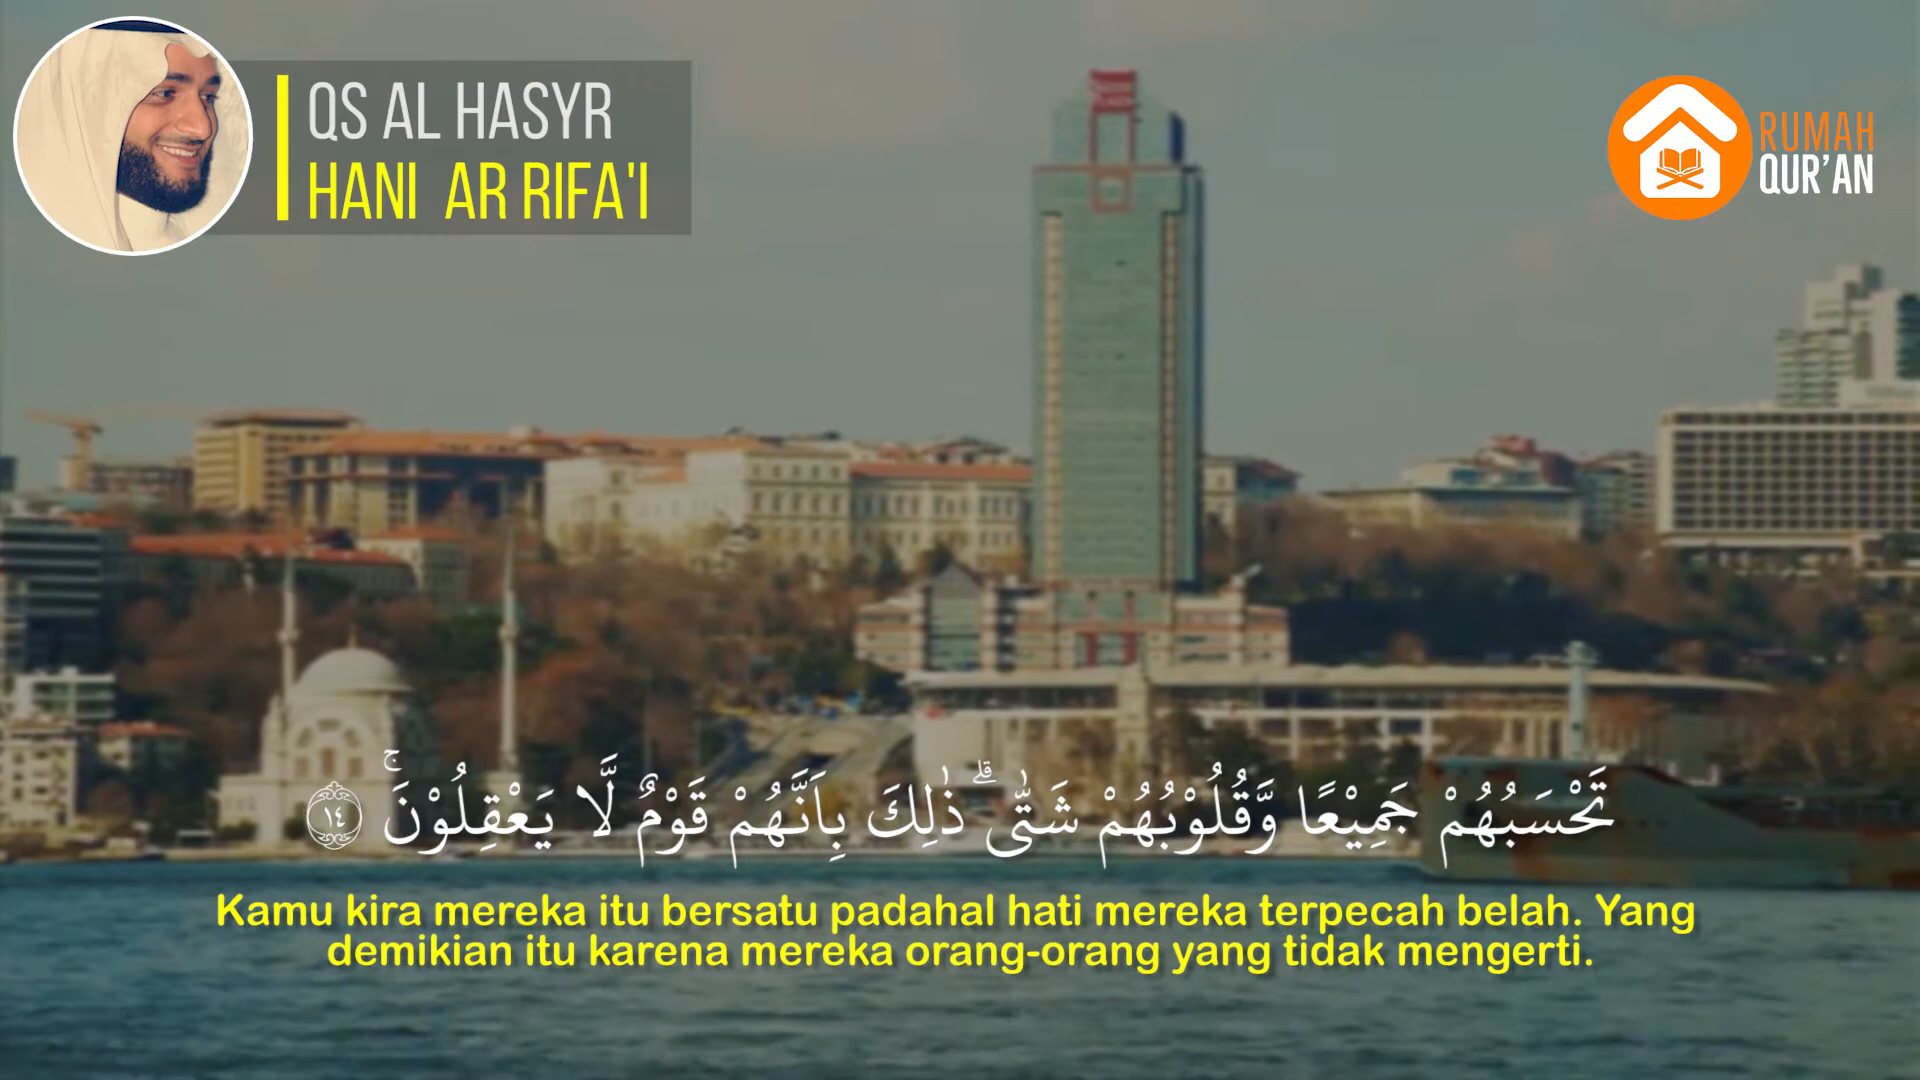 QS AL HASYR
HANI AR RIFA'I
RUMAH
QUR'AN
تَحْسَبُهُمْ جَمِيْعًا وَّقُلُوْبُهُمْ شَتّٰىۗ ذٰلِكَ بِاَنَّهُمْ قَوْمٌ لَّا يَعْقِلُوْنَۚ ١٤
Kamu kira mereka itu bersatu padahal hati mereka terpecah belah. Yang
demikian itu karena mereka orang-orang yang tidak mengerti.